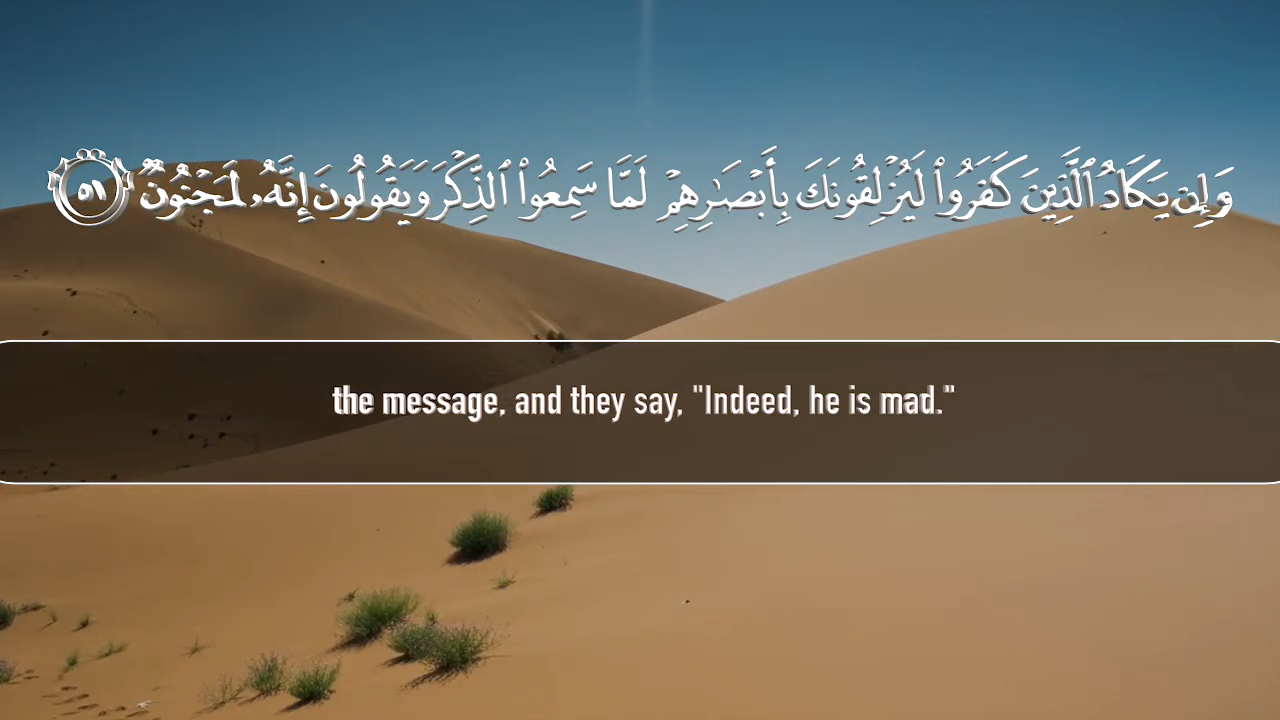 وَإِن يَكَادُ ٱلَّذِينَ كَفَرُوا۟ لَيُزْلِقُونَكَ بِأَبْصَـٰرِهِمْ لَمَّا سَمِعُوا۟ ٱلذِّكْرَ وَيَقُولُونَ إِنَّهُۥ لَمَجْنُونٌ ٥١
the message, and they say, "Indeed, he is mad."